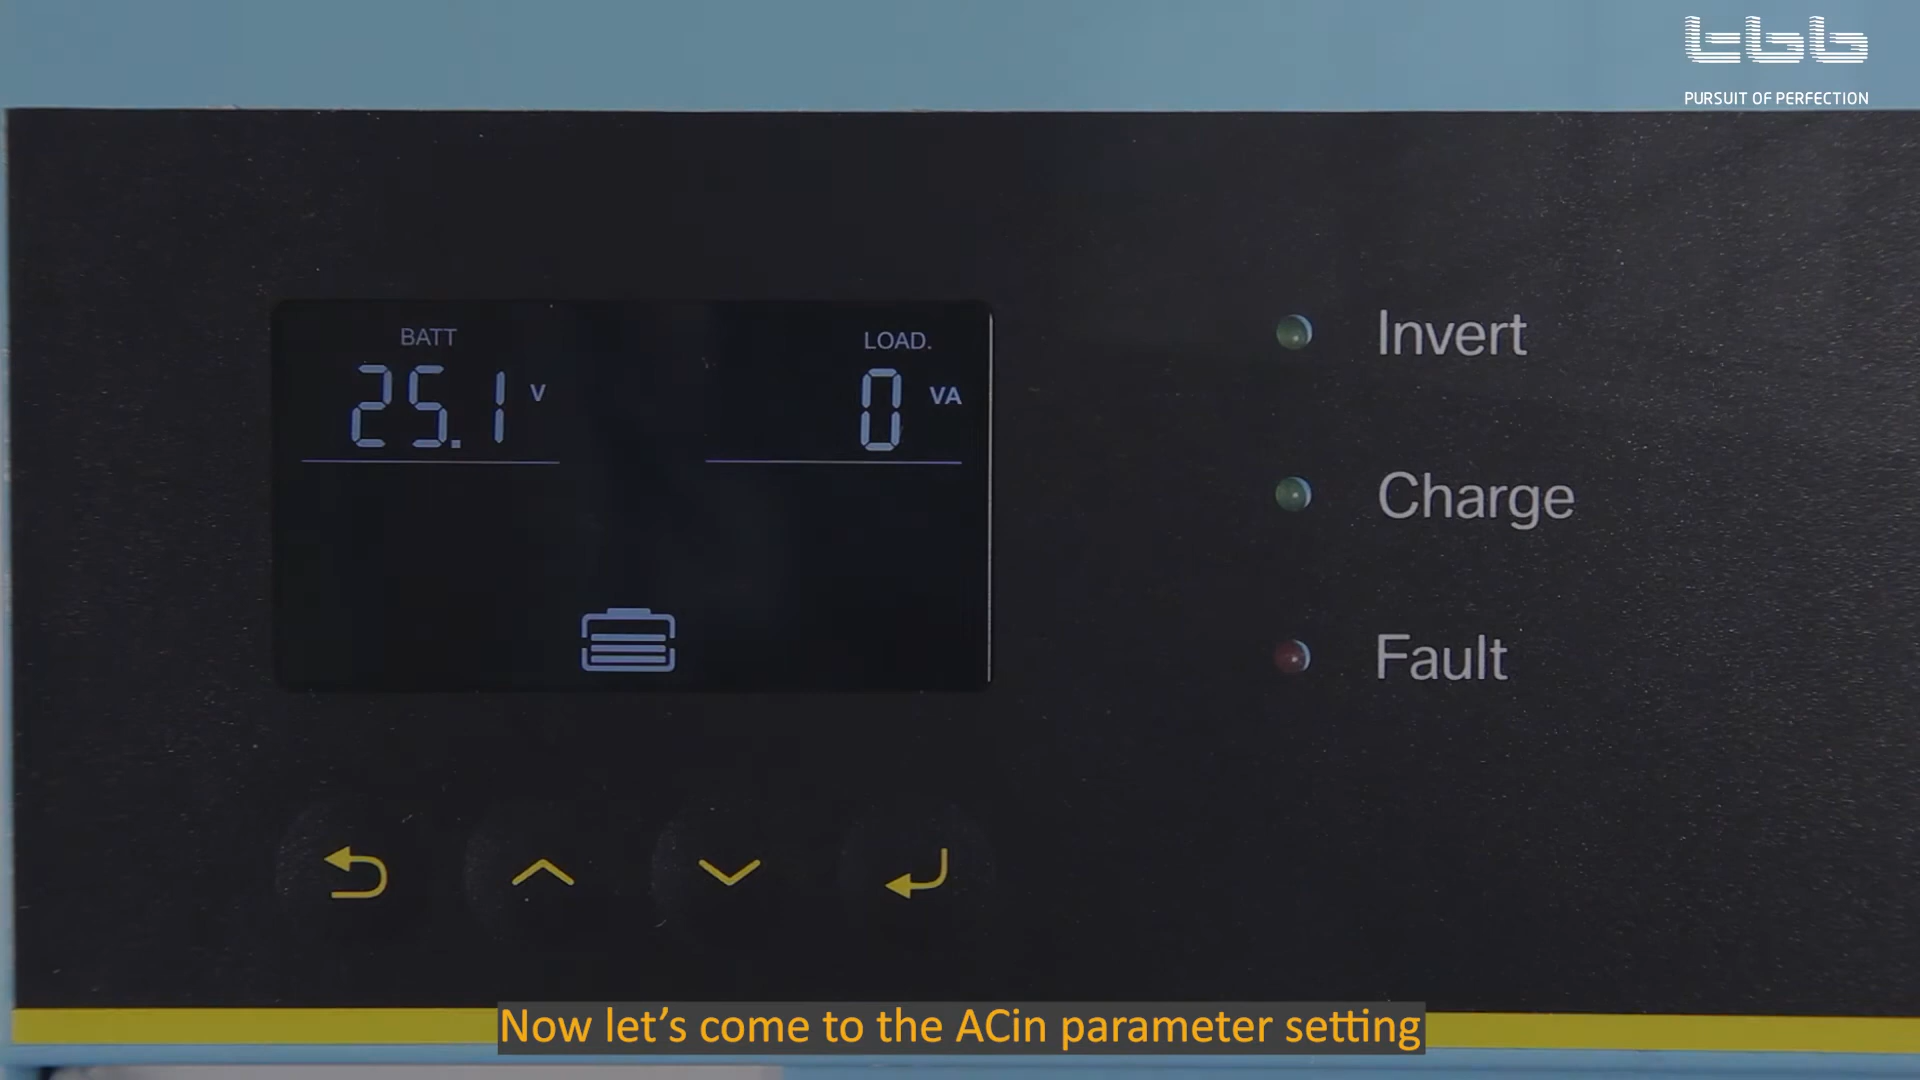 tbb
PURSUIT OF PERFECTION
BATT
25.1 V
LOAD.
0 VA
Invert
Charge
Fault
Now let's come to the ACin parameter setting